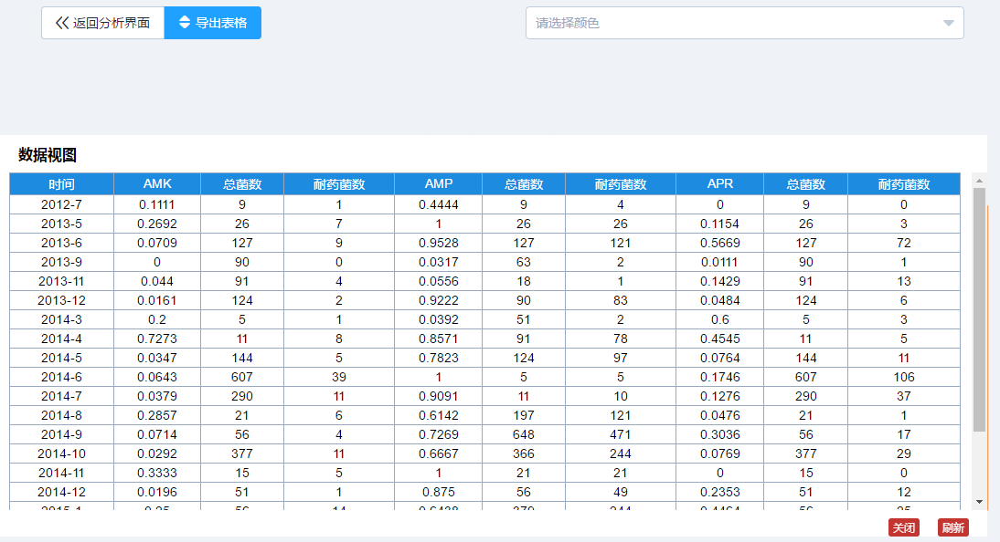 返回分析界面 导出表格 请选择颜色
数据视图
时间 AMK 总菌数 耐药菌数 AMP 总菌数 耐药菌数 APR 总菌数 耐药菌数
2012-7 0.1111 9 1 0.4444 9 4 0 9 0
2013-5 0.2692 26 7 1 26 26 0.1154 26 3
2013-6 0.0709 127 9 0.9528 127 121 0.5669 127 72
2013-9 0 90 0 0.0317 63 2 0.0111 90 1
2013-11 0.044 91 4 0.0556 18 1 0.1429 91 13
2013-12 0.0161 124 2 0.9222 90 83 0.0484 124 6
2014-3 0.2 5 1 0.0392 51 2 0.6 5 3
2014-4 0.7273 11 8 0.8571 91 78 0.4545 11 5
2014-5 0.0347 144 5 0.7823 124 97 0.0764 144 11
2014-6 0.0643 607 39 1 5 5 0.1746 607 106
2014-7 0.0379 290 11 0.9091 11 10 0.1276 290 37
2014-8 0.2857 21 6 0.6142 197 121 0.0476 21 1
2014-9 0.0714 56 4 0.7269 648 471 0.3036 56 17
2014-10 0.0292 377 11 0.6667 366 244 0.0769 377 29
2014-11 0.3333 15 5 1 21 21 0 15 0
2014-12 0.0196 51 1 0.875 56 49 0.2353 51 12
2015-1 0.25 56 14 0.6438 379 244 0.4464 56 25
关闭 刷新